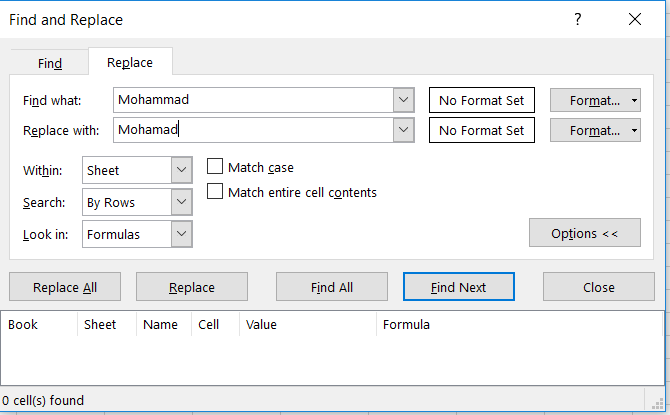 Find and Replace ?
Find Replace
Find what: Mohammad No Format Set Format...
Replace with: Mohamad No Format Set Format...
Within: Sheet Match case
Search: By Rows Match entire cell contents
Look in: Formulas
Options <<
Replace All Replace Find All Find Next Close
Book Sheet Name Cell Value Formula
0 cell(s) found